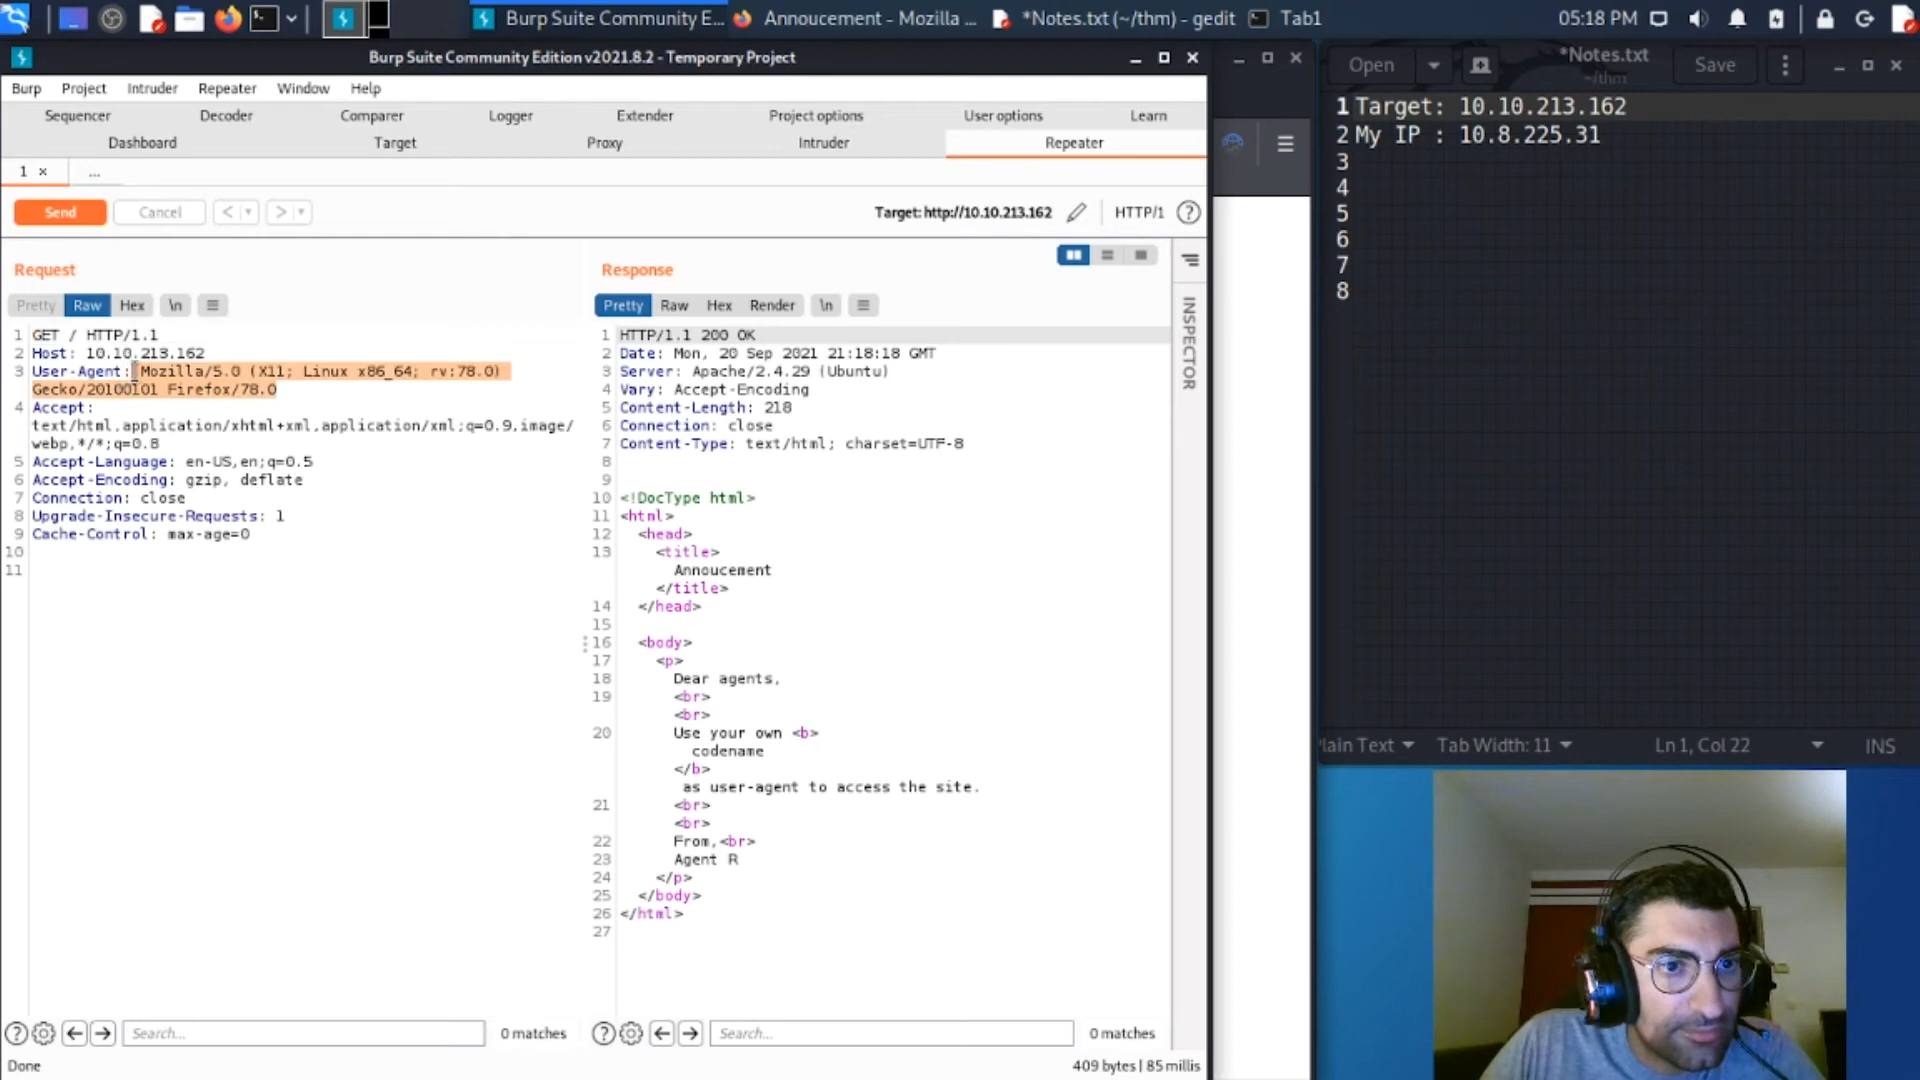 Burp Suite Community E...
Annoucement - Mozilla ...
*Notes.txt (~/thm) - gedit
Tab1
05:18 PM
Burp Suite Community Edition v2021.8.2 - Temporary Project
Burp Project Intruder Repeater Window Help
Sequencer Decoder Comparer Logger Extender Project options User options Learn
Dashboard Target Proxy Intruder Repeater
1 × ...
Send Cancel < > Target: http://10.10.213.162 HTTP/1 ?
Request
Pretty Raw Hex \n
1 GET / HTTP/1.1
2 Host: 10.10.213.162
3 User-Agent: Mozilla/5.0 (X11; Linux x86_64; rv:78.0)
Gecko/20100101 Firefox/78.0
4 Accept:
text/html,application/xhtml+xml,application/xml;q=0.9,image/
webp,*/*;q=0.8
5 Accept-Language: en-US,en;q=0.5
6 Accept-Encoding: gzip, deflate
7 Connection: close
8 Upgrade-Insecure-Requests: 1
9 Cache-Control: max-age=0
10
11
? Search... 0 matches
Response
Pretty Raw Hex Render \n
1 HTTP/1.1 200 OK
2 Date: Mon, 20 Sep 2021 21:18:18 GMT
3 Server: Apache/2.4.29 (Ubuntu)
4 Vary: Accept-Encoding
5 Content-Length: 218
6 Connection: close
7 Content-Type: text/html; charset=UTF-8
8
9
10 <!DocType html>
11 <html>
12 <head>
13 <title>
Annoucement
</title>
14 </head>
15
16 <body>
17 <p>
18 Dear agents,
19 <br>
<br>
20 Use your own <b>
codename
</b>
as user-agent to access the site.
21 <br>
<br>
22 From,<br>
23 Agent R
24 </p>
25 </body>
26 </html>
27
? Search... 0 matches
INSPECTOR
Done
409 bytes | 85 millis
Open
*Notes.txt
~/thm
Save
1 Target: 10.10.213.162
2 My IP : 10.8.225.31
3
4
5
6
7
8
lain Text Tab Width: 11 Ln 1, Col 22 INS